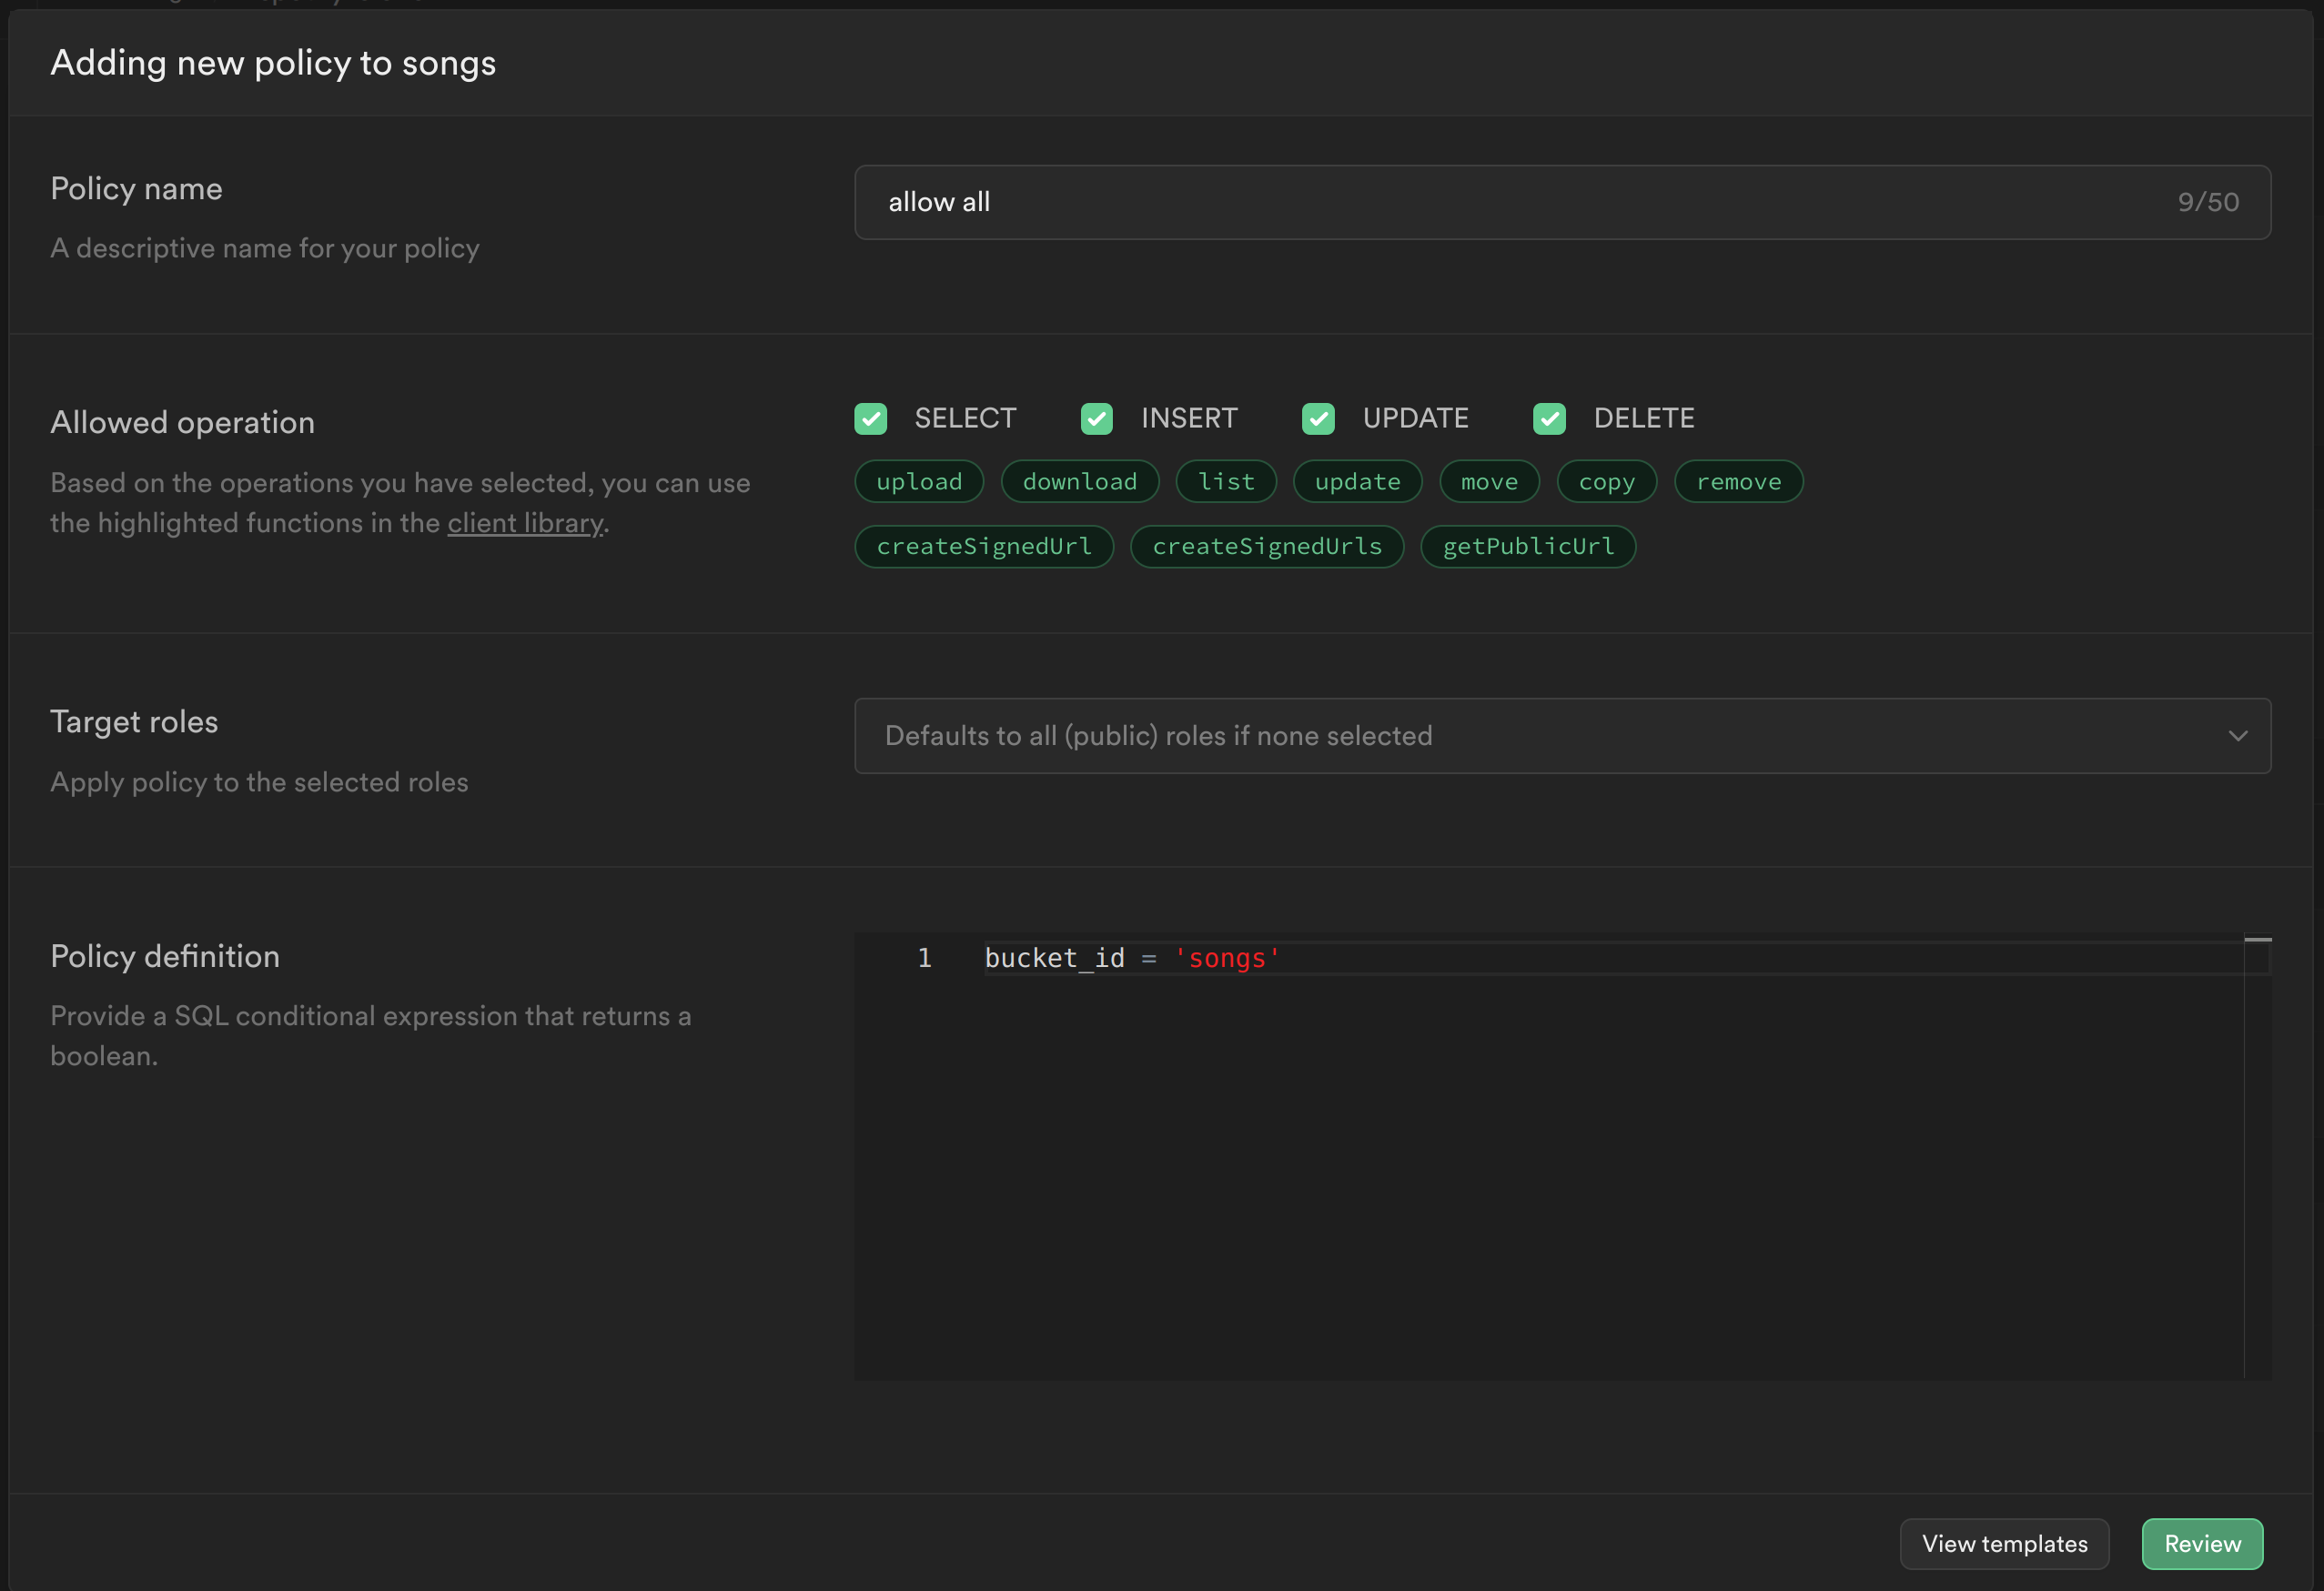 Adding new policy to songs
Policy name
A descriptive name for your policy
allow all
9/50
Allowed operation
Based on the operations you have selected, you can use
the highlighted functions in the client library.
SELECT INSERT UPDATE DELETE
upload download list update move copy remove
createSignedUrl createSignedUrls getPublicUrl
Target roles
Apply policy to the selected roles
Defaults to all (public) roles if none selected
Policy definition
Provide a SQL conditional expression that returns a
boolean.
1 bucket_id = 'songs'
View templates
Review